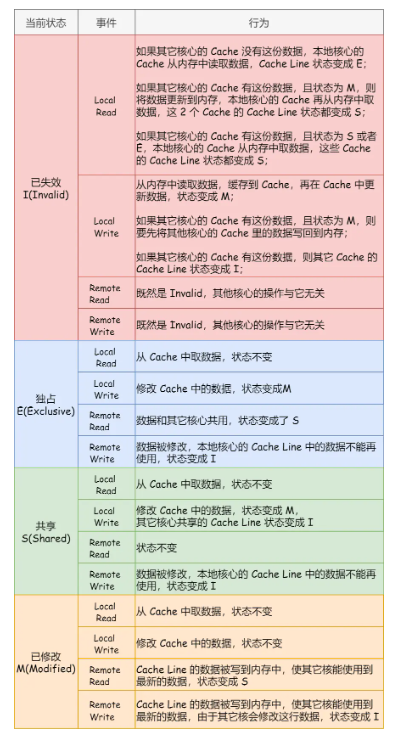 当前状态 事件 行为
已失效
I(Invalid)
Local
Read
如果其它核心的 Cache 没有这份数据，本地核心的
Cache 从内存中读取数据，Cache Line 状态变成 E；
如果其它核心的 Cache 有这份数据，且状态为 M，则
将数据更新到内存，本地核心的 Cache 再从内存中取
数据，这 2 个 Cache 的 Cache Line 状态都变成 S；
如果其它核心的 Cache 有这份数据，且状态为 S 或者
E，本地核心的 Cache 从内存中取数据，这些 Cache
的 Cache Line 状态都变成 S；
Local
Write
从内存中读取数据，缓存到 Cache，再在 Cache 中更
新数据，状态变成 M；
如果其它核心的 Cache 有这份数据，且状态为 M，则
要先将其他核心的 Cache 里的数据写回到内存；
如果其它核心的 Cache 有这份数据，则其它 Cache 的
Cache Line 状态变成 I；
Remote
Read
既然是 Invalid，其他核心的操作与它无关
Remote
Write
既然是 Invalid，其他核心的操作与它无关
独占
E(Exclusive)
Local
Read
从 Cache 中取数据，状态不变
Local
Write
修改 Cache 中的数据，状态变成M
Remote
Read
数据和其它核心共用，状态变成了 S
Remote
Write
数据被修改，本地核心的 Cache Line 中的数据不能再
使用，状态变成 I
共享
S(Shared)
Local
Read
从 Cache 中取数据，状态不变
Local
Write
修改 Cache 中的数据，状态变成 M，
其它核心共享的 Cache Line 状态变成 I
Remote
Read
状态不变
Remote
Write
数据被修改，本地核心的 Cache Line 中的数据不能再
使用，状态变成 I
已修改
M(Modified)
Local
Read
从 Cache 中取数据，状态不变
Local
Write
修改 Cache 中的数据，状态不变
Remote
Read
Cache Line 的数据被写到内存中，使其它核能使用到
最新的数据，状态变成 S
Remote
Write
Cache Line 的数据被写到内存中，使其它核能使用到
最新的数据，由于其它核会修改这行数据，状态变成 I